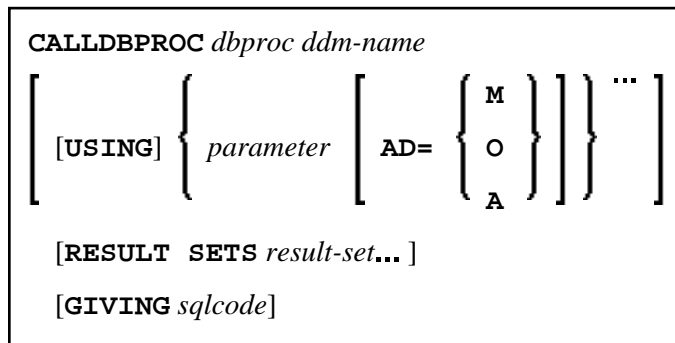 CALLDBPROC dbproc ddm-name
[ [USING] { parameter [ AD= { M O A } ] } ... ]
[RESULT SETS result-set... ]
[GIVING sqlcode]